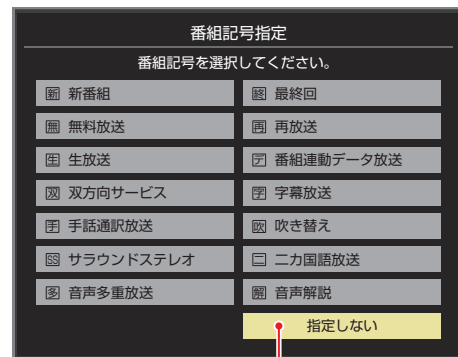 番組記号指定
番組記号を選択してください。
🈟 新番組
🈡 最終回
🈚 無料放送
🈞 再放送
🈢 生放送
🈓 番組連動データ放送
🈒 双方向サービス
🈑 字幕放送
🈐 手話通訳放送
🈥 吹き替え
🅍 サラウンドステレオ
🈔 二カ国語放送
🈕 音声多重放送
🈖 音声解説
指定しない